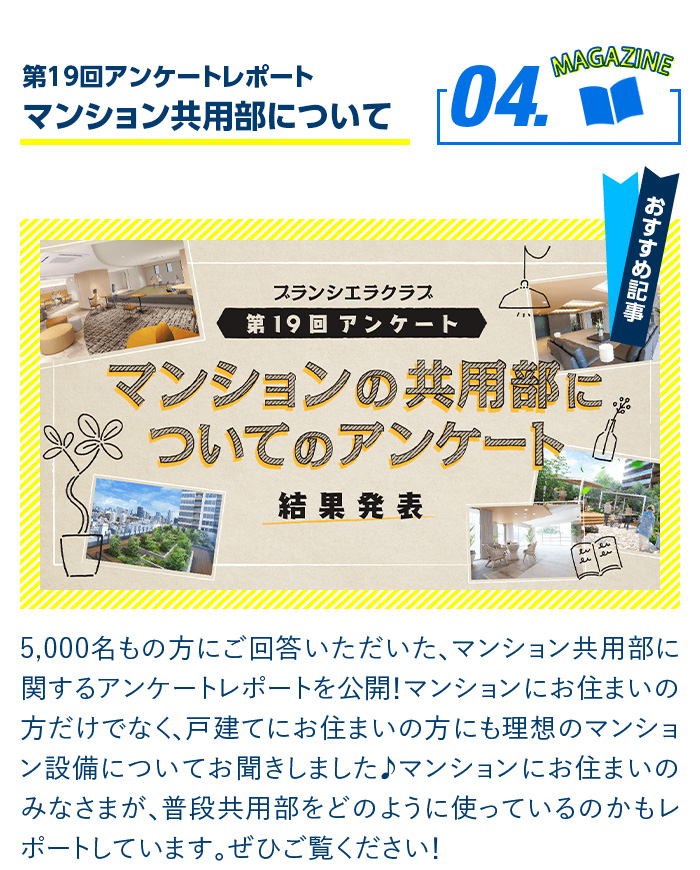 第19回アンケートレポート
マンション共用部について
04.
MAGAZINE
おすすめ記事
ブランシエラクラブ
第19回アンケート
マンションの共用部に
ついてのアンケート
結果発表
5,000名もの方にご回答いただいた、マンション共用部に
関するアンケートレポートを公開!マンションにお住まいの
方だけでなく、戸建てにお住まいの方にも理想のマンショ
ン設備についてお聞きしました♪マンションにお住まいの
みなさまが、普段共用部をどのように使っているのかもレ
ポートしています。ぜひご覧ください!